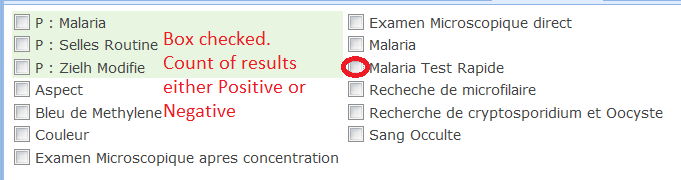 P : Malaria
P : Selles Routine
P : Zielh Modifie
Aspect
Bleu de Methylene
Couleur
Examen Microscopique apres concentration
Box checked.
Count of results
either Positive or
Negative
Examen Microscopique direct
Malaria
Malaria Test Rapide
Recheche de microfilaire
Recherche de cryptosporidium et Oocyste
Sang Occulte